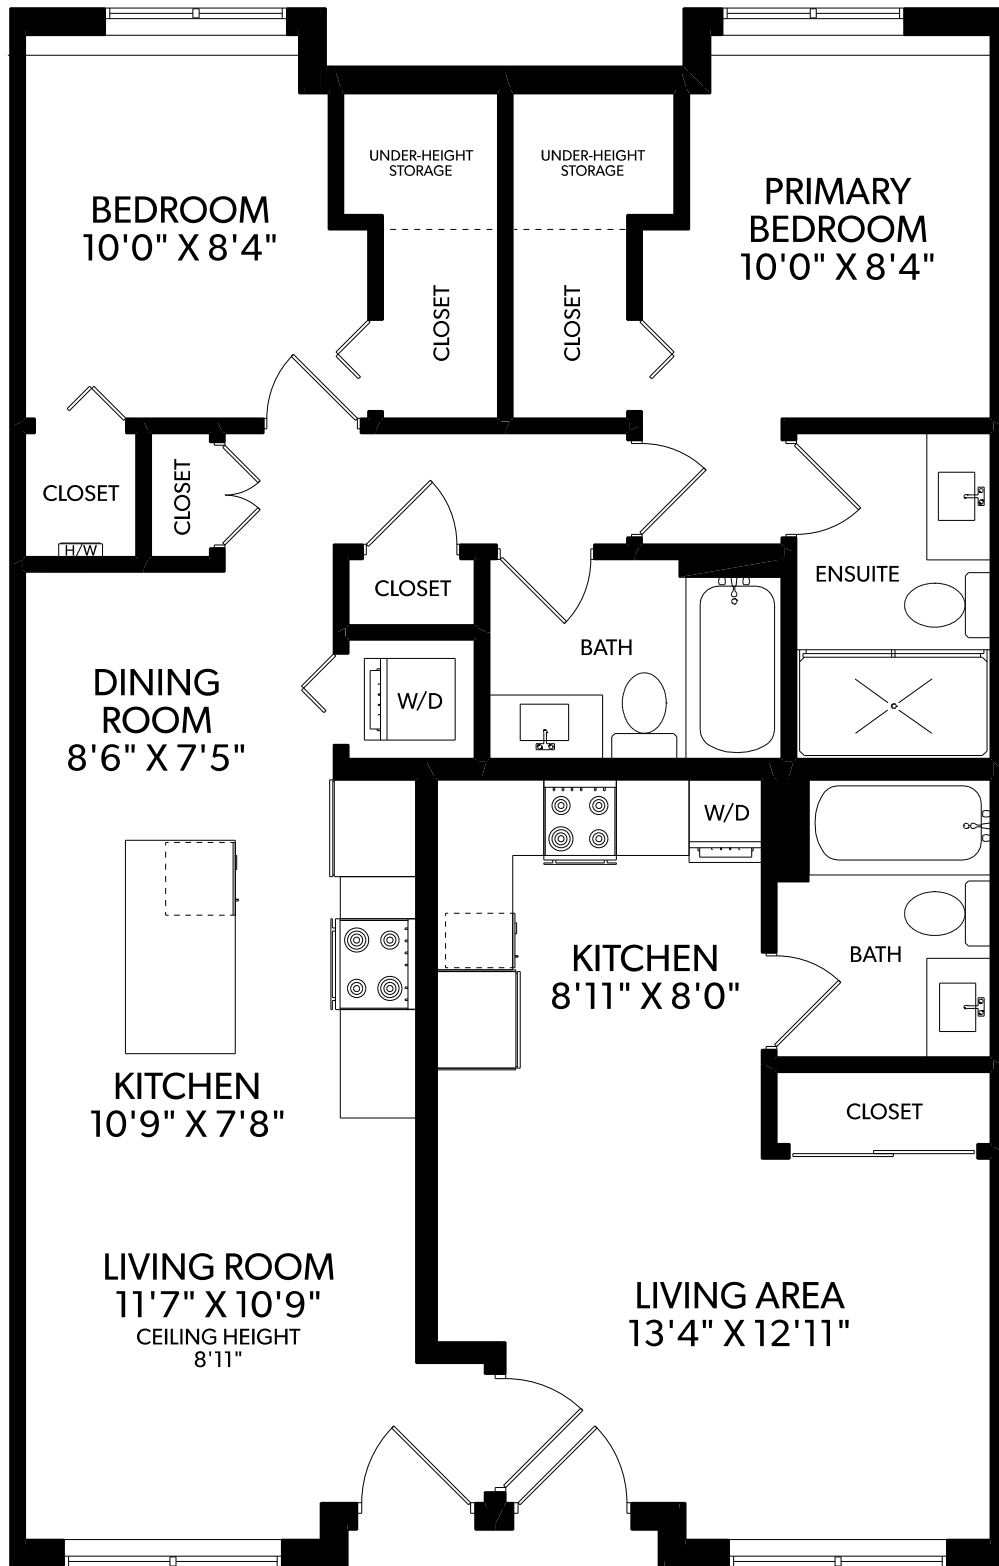 UNDER-HEIGHT
STORAGE
UNDER-HEIGHT
STORAGE
BEDROOM
10'0" X 8'4"
PRIMARY
BEDROOM
10'0" X 8'4"
CLOSET
CLOSET
CLOSET
CLOSET
H/W
CLOSET
ENSUITE
BATH
DINING
ROOM
8'6" X 7'5"
W/D
W/D
KITCHEN
8'11" X 8'0"
BATH
KITCHEN
10'9" X 7'8"
CLOSET
LIVING ROOM
11'7" X 10'9"
CEILING HEIGHT
8'11"
LIVING AREA
13'4" X 12'11"